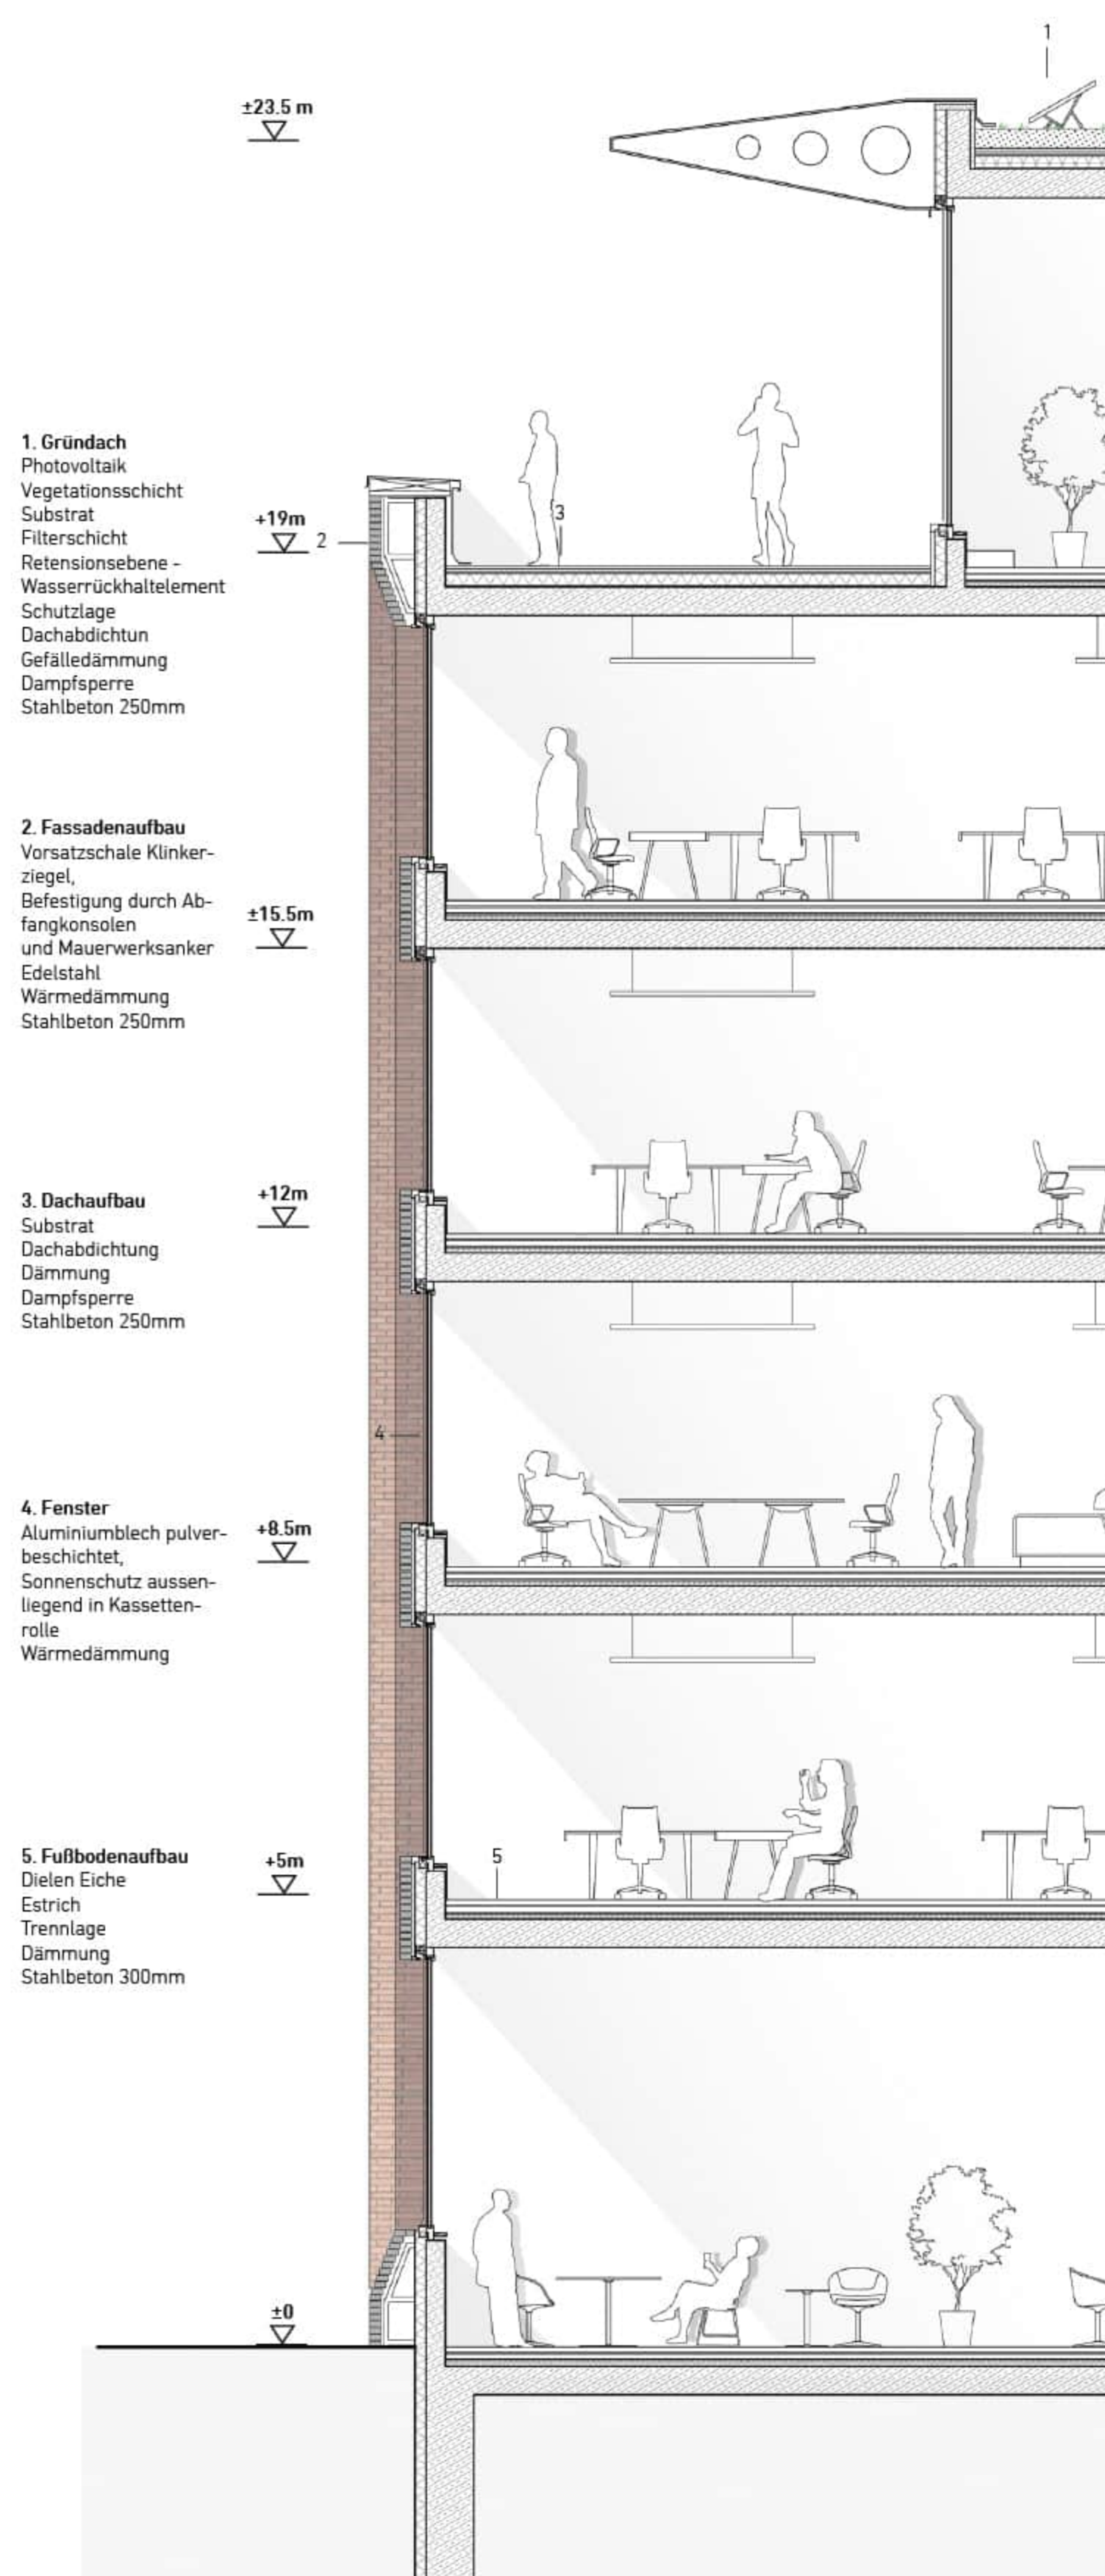 1
±23.5 m
1. Gründach
Photovoltaik
Vegetationsschicht
Substrat
Filterschicht
Retensionsebene -
Wasserrückhaltelement
Schutzlage
Dachabdichtun
Gefälledämmung
Dampfsperre
Stahlbeton 250mm
+19m
2
3
2. Fassadenaufbau
Vorsatzschale Klinker-
ziegel,
Befestigung durch Ab-
fangkonsolen
und Mauerwerksanker
Edelstahl
Wärmedämmung
Stahlbeton 250mm
±15.5m
3. Dachaufbau
Substrat
Dachabdichtung
Dämmung
Dampfsperre
Stahlbeton 250mm
+12m
4
4. Fenster
Aluminiumblech pulver-
beschichtet,
Sonnenschutz aussen-
liegend in Kassetten-
rolle
Wärmedämmung
+8.5m
5. Fußbodenaufbau
Dielen Eiche
Estrich
Trennlage
Dämmung
Stahlbeton 300mm
+5m
5
±0